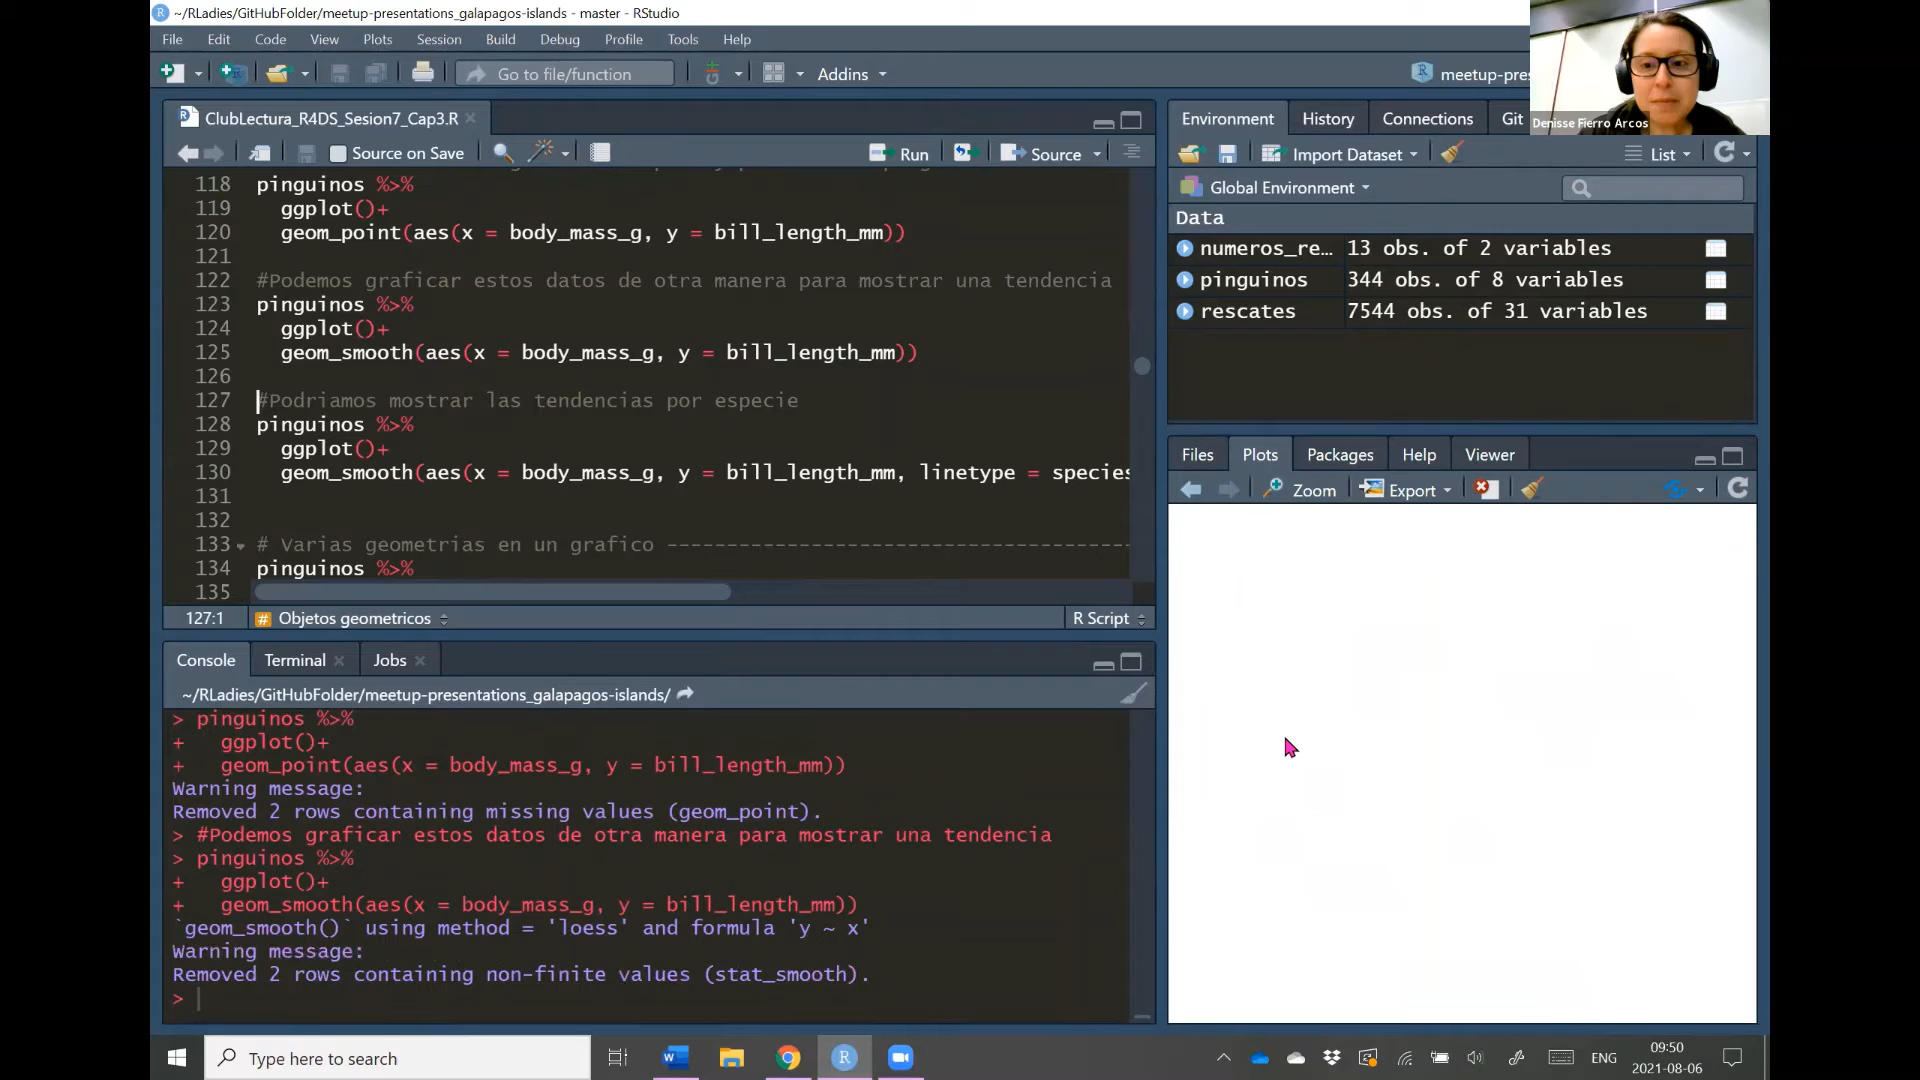 ~/RLadies/GitHubFolder/meetup-presentations_galapagos-islands - master - RStudio
File Edit Code View Plots Session Build Debug Profile Tools Help
Go to file/function Addins meetup-pres
Denisse Fierro Arcos
ClubLectura_R4DS_Sesion7_Cap3.R
Source on Save Run Source
118 pinguinos %>%
119 ggplot()+
120 geom_point(aes(x = body_mass_g, y = bill_length_mm))
121
122 #Podemos graficar estos datos de otra manera para mostrar una tendencia
123 pinguinos %>%
124 ggplot()+
125 geom_smooth(aes(x = body_mass_g, y = bill_length_mm))
126
127 #Podriamos mostrar las tendencias por especie
128 pinguinos %>%
129 ggplot()+
130 geom_smooth(aes(x = body_mass_g, y = bill_length_mm, linetype = species
131
132
133 # Varias geometrias en un grafico ---------------------------------------
134 pinguinos %>%
135
127:1 Objetos geometricos R Script
Console Terminal Jobs
~/RLadies/GitHubFolder/meetup-presentations_galapagos-islands/
> pinguinos %>%
+ ggplot()+
+ geom_point(aes(x = body_mass_g, y = bill_length_mm))
Warning message:
Removed 2 rows containing missing values (geom_point).
> #Podemos graficar estos datos de otra manera para mostrar una tendencia
> pinguinos %>%
+ ggplot()+
+ geom_smooth(aes(x = body_mass_g, y = bill_length_mm))
`geom_smooth()` using method = 'loess' and formula 'y ~ x'
Warning message:
Removed 2 rows containing non-finite values (stat_smooth).
>
Environment History Connections Git
Import Dataset List
Global Environment
Data
numeros_re… 13 obs. of 2 variables
pinguinos 344 obs. of 8 variables
rescates 7544 obs. of 31 variables
Files Plots Packages Help Viewer
Zoom Export
Type here to search
ENG
09:50
2021-08-06